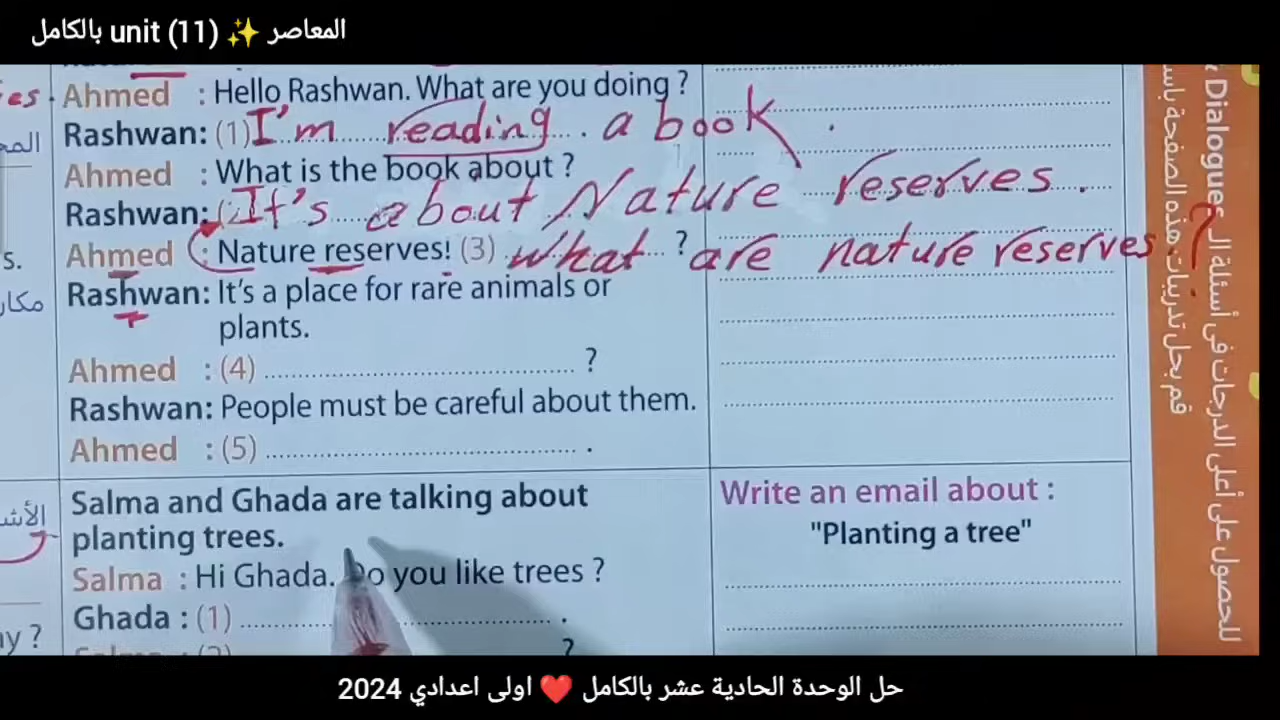 المعاصر ✨ unit (11) بالكامل
es.
Ahmed : Hello Rashwan. What are you doing ?
Rashwan: (1) I'm reading a book.
Ahmed : What is the book about ?
Rashwan: It's about Nature reserves.
Ahmed : Nature reserves! (3) what ? are nature reserves ?
Rashwan: It's a place for rare animals or
plants.
Ahmed : (4) ........ ?
Rashwan: People must be careful about them.
Ahmed : (5) ........ .
s.
Salma and Ghada are talking about
planting trees.
Salma : Hi Ghada. Do you like trees ?
Ghada : (1) ........ .
?
y ?
Write an email about :
"Planting a tree"
Dialogues للحصول على أعلى الدرجات في أسئلة الـ
قم بحل تدريبات هذه الصفحة
حل الوحدة الحادية عشر بالكامل ❤️ اولى اعدادي 2024